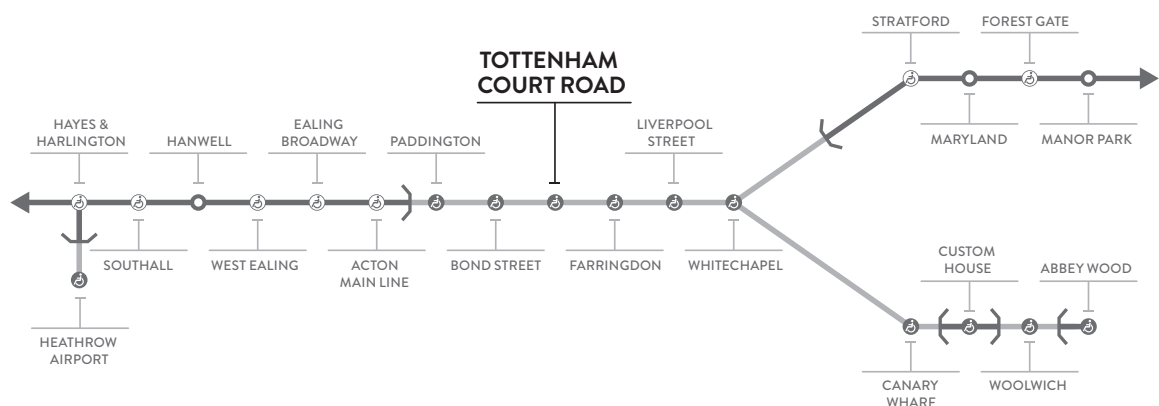 STRATFORD
FOREST GATE
TOTTENHAM
COURT ROAD
HAYES &
HARLINGTON
HANWELL
EALING
BROADWAY
PADDINGTON
LIVERPOOL
STREET
MARYLAND
MANOR PARK
SOUTHALL
WEST EALING
ACTON
MAIN LINE
BOND STREET
FARRINGDON
WHITECHAPEL
CUSTOM
HOUSE
ABBEY WOOD
HEATHROW
AIRPORT
CANARY
WHARF
WOOLWICH